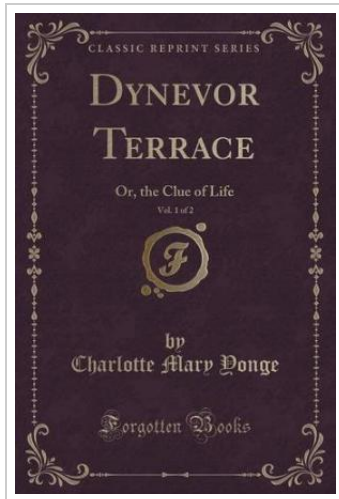 CLASSIC REPRINT SERIES
DYNEVOR
TERRACE
Or, the Clue of Life
Vol. 1 of 2
F
by
Charlotte Mary Yonge
Forgotten Books